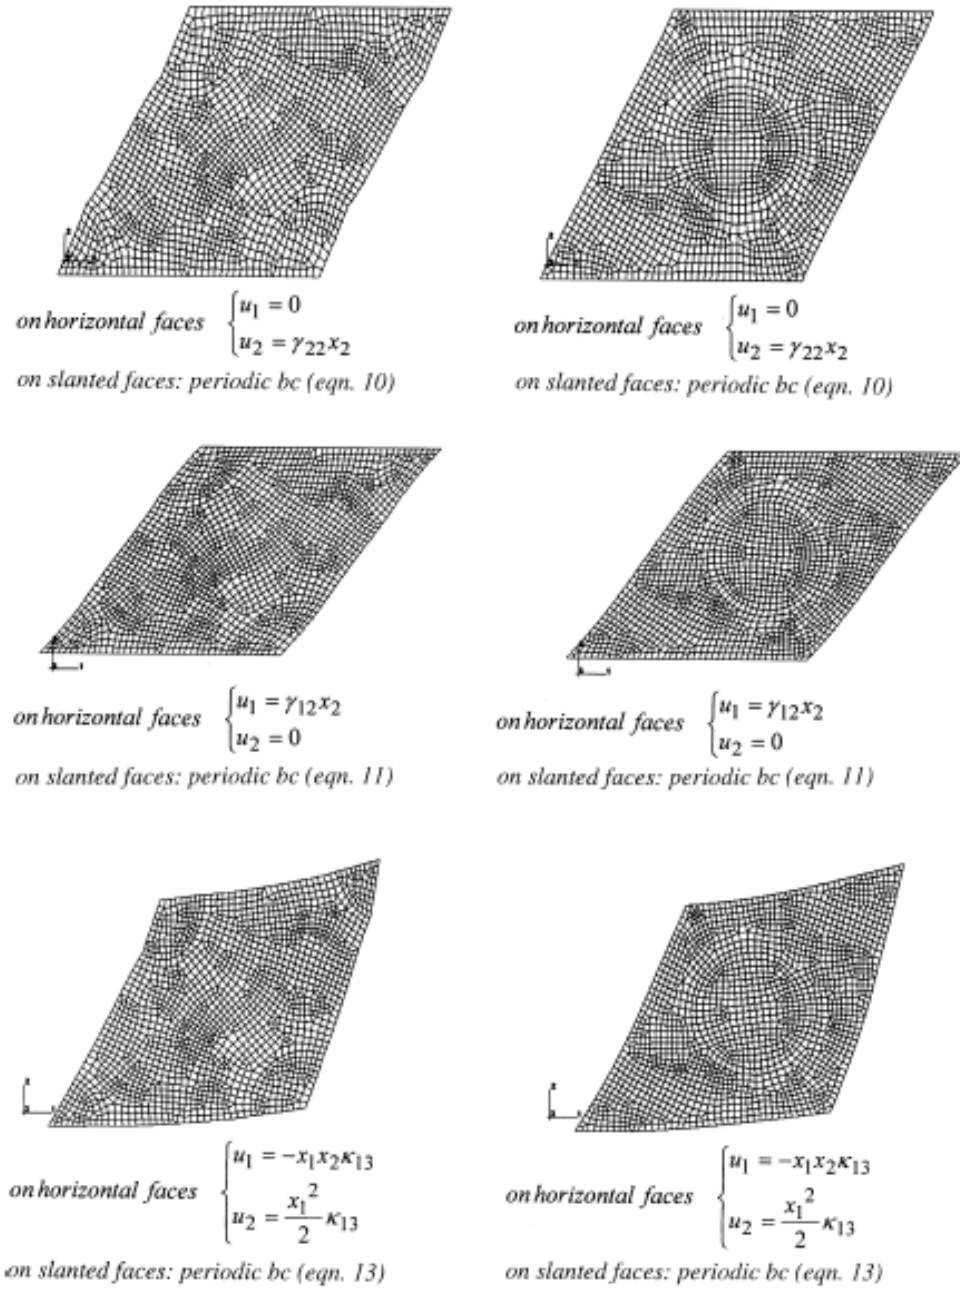 on horizontal faces { u₁ = 0
u₂ = γ₂₂x₂
on slanted faces: periodic bc (eqn. 10)
on horizontal faces { u₁ = 0
u₂ = γ₂₂x₂
on slanted faces: periodic bc (eqn. 10)
on horizontal faces { u₁ = γ₁₂x₂
u₂ = 0
on slanted faces: periodic bc (eqn. 11)
on horizontal faces { u₁ = γ₁₂x₂
u₂ = 0
on slanted faces: periodic bc (eqn. 11)
on horizontal faces { u₁ = −x₁x₂κ₁₃
u₂ = x₁²/2 κ₁₃
on slanted faces: periodic bc (eqn. 13)
on horizontal faces { u₁ = −x₁x₂κ₁₃
u₂ = x₁²/2 κ₁₃
on slanted faces: periodic bc (eqn. 13)